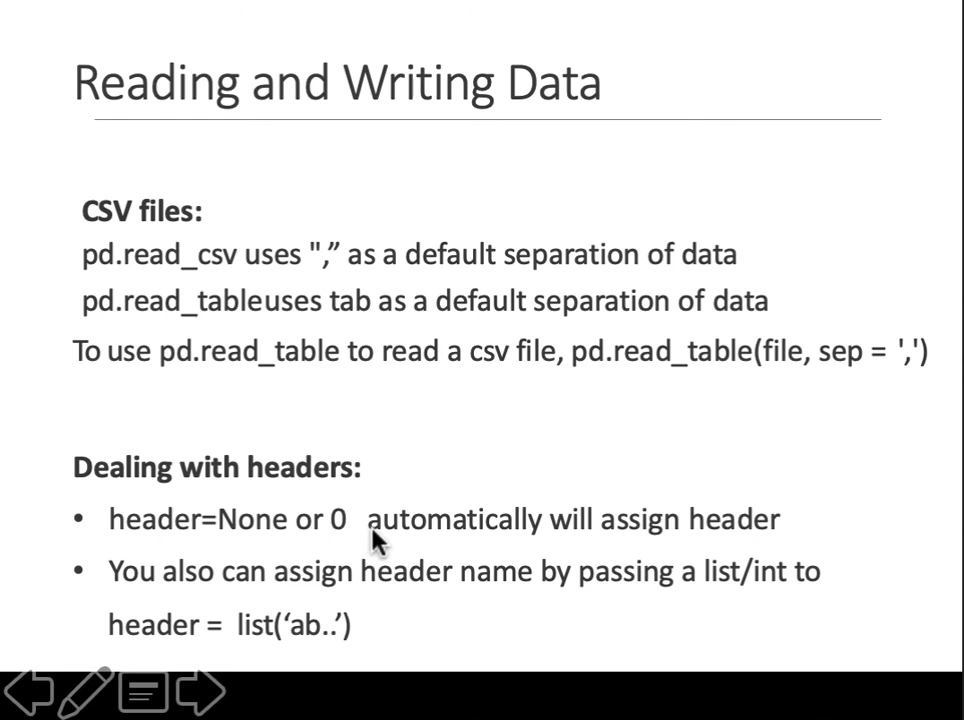 Reading and Writing Data
CSV files:
pd.read_csv uses ",” as a default separation of data
pd.read_tableuses tab as a default separation of data
To use pd.read_table to read a csv file, pd.read_table(file, sep = ',')
Dealing with headers:
• header=None or 0 automatically will assign header
• You also can assign header name by passing a list/int to
header = list(‘ab..’)